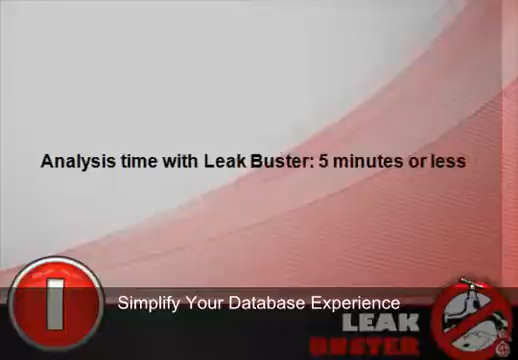 Analysis time with Leak Buster: 5 minutes or less
Simplify Your Database Experience
LEAK
BUSTER